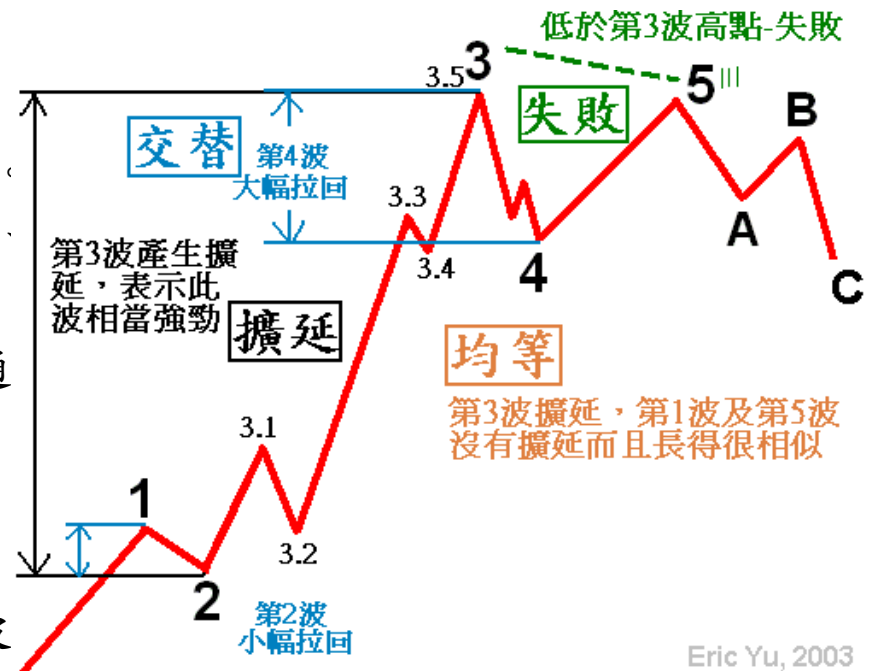 低於第3波高點-失敗
3.5
3
5
失敗
B
交替
第4波
大幅拉回
3.3
3.4
4
A
C
第3波產生擴
延，表示此
波相當強勁
擴延
均等
第3波擴延，第1波及第5波
沒有擴延而且長得很相似
3.1
1
3.2
2
第2波
小幅拉回
Eric Yu, 2003